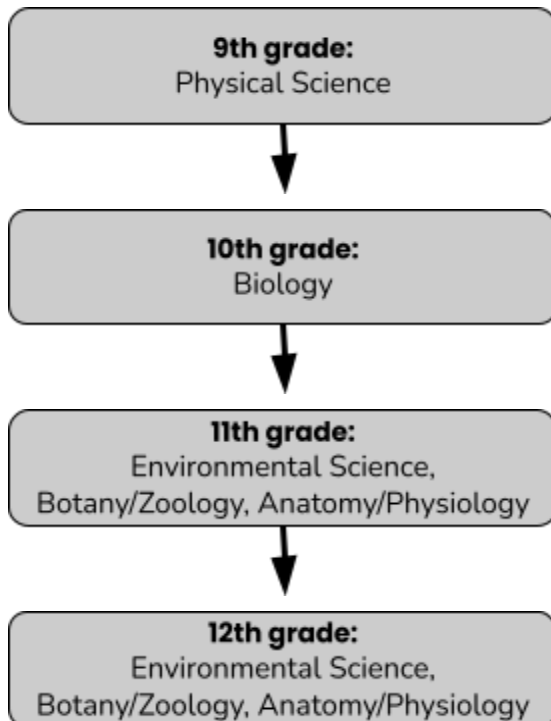 9th grade:
Physical Science
10th grade:
Biology
11th grade:
Environmental Science,
Botany/Zoology, Anatomy/Physiology
12th grade:
Environmental Science,
Botany/Zoology, Anatomy/Physiology